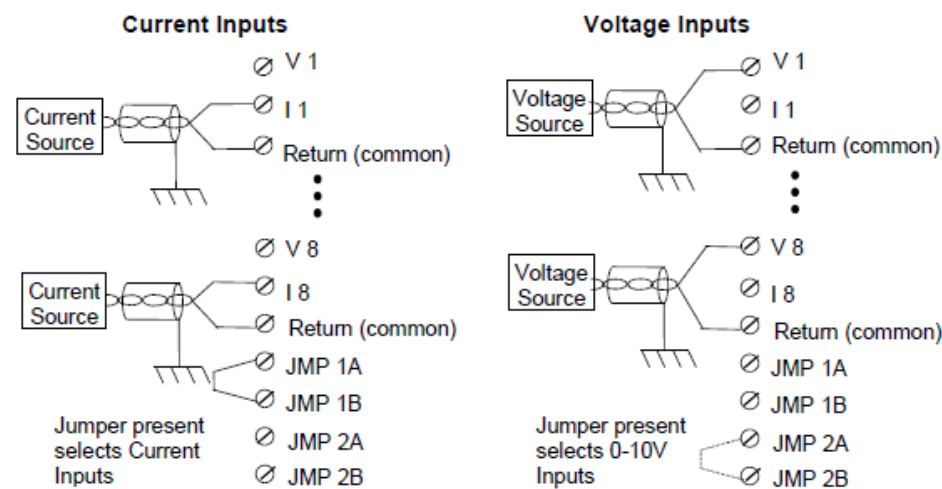 Current Inputs
V 1
Current
Source
I 1
Return (common)
V 8
Current
Source
I 8
Return (common)
JMP 1A
JMP 1B
Jumper present
selects Current
Inputs
JMP 2A
JMP 2B
Voltage Inputs
V 1
Voltage
Source
I 1
Return (common)
V 8
Voltage
Source
I 8
Return (common)
JMP 1A
JMP 1B
Jumper present
selects 0-10V
Inputs
JMP 2A
JMP 2B